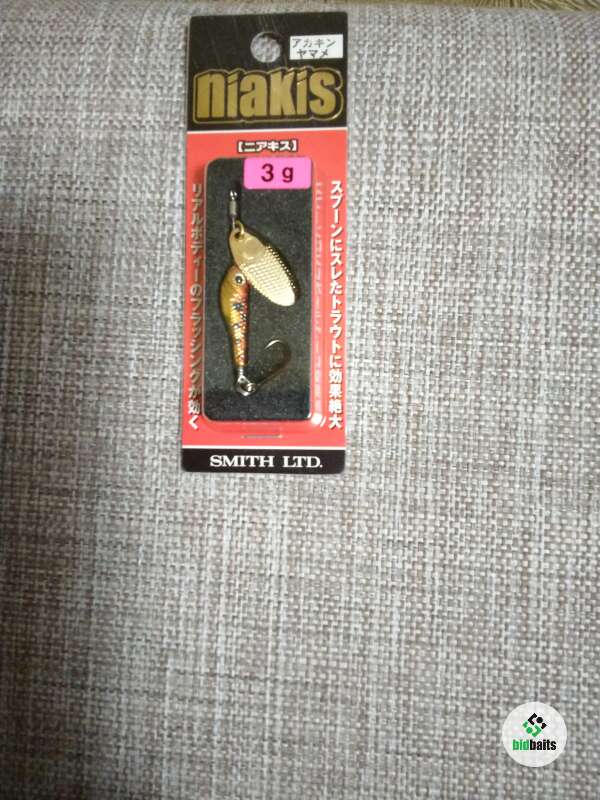 アカキン
ヤマメ
niakis
【ニアキス】
3g
スプーンにスレたトラウトに効果絶大
リアルボディーのフラッシングが効く
SMITH LTD.
bidbaits